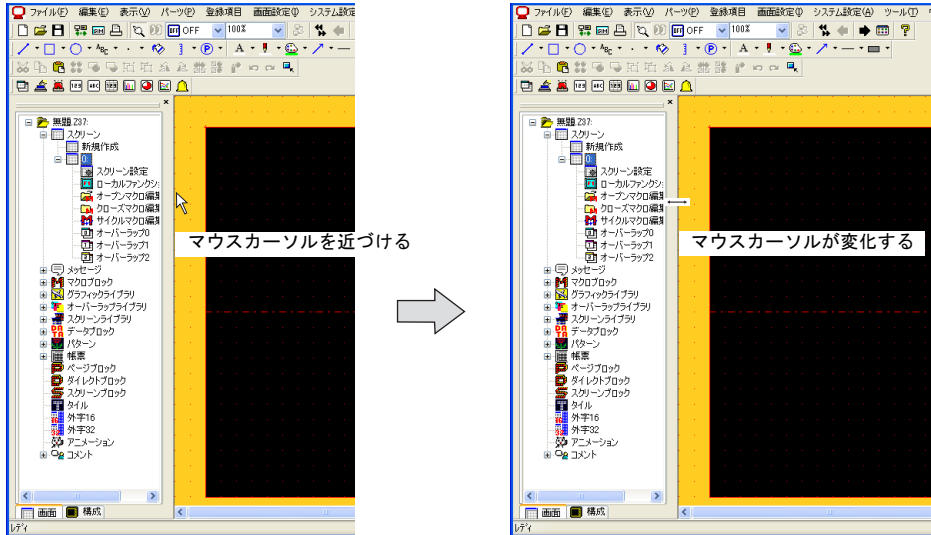 ファイル(F) 編集(E) 表示(V) パーツ(P) 登録項目 画面設定 システム設定
OFF OFF 100%
ABC A
123 ABC
無題.Z37:
スクリーン
新規作成
0:
スクリーン設定
ローカルファンクシ
オープンマクロ編集
クローズマクロ編集
サイクルマクロ編集
オーバーラップ0
オーバーラップ1
オーバーラップ2
メッセージ
マクロブロック
グラフィックライブラリ
オーバーラップライブラリ
スクリーンライブラリ
データブロック
パターン
帳票
ページブロック
ダイレクトブロック
スクリーンブロック
タイル
外字16
外字32
アニメーション
コメント
画面 構成
レディ
マウスカーソルを近づける
ファイル(F) 編集(E) 表示(V) パーツ(P) 登録項目 画面設定 システム設定(A) ツール(T)
OFF OFF 100%
ABC A
123 ABC
無題.Z37:
スクリーン
新規作成
0:
スクリーン設定
ローカルファンクシ
オープンマクロ編集
クローズマクロ編集
サイクルマクロ編集
オーバーラップ0
オーバーラップ1
オーバーラップ2
メッセージ
マクロブロック
グラフィックライブラリ
オーバーラップライブラリ
スクリーンライブラリ
データブロック
パターン
帳票
ページブロック
ダイレクトブロック
スクリーンブロック
タイル
外字16
外字32
アニメーション
コメント
画面 構成
レディ
マウスカーソルが変化する